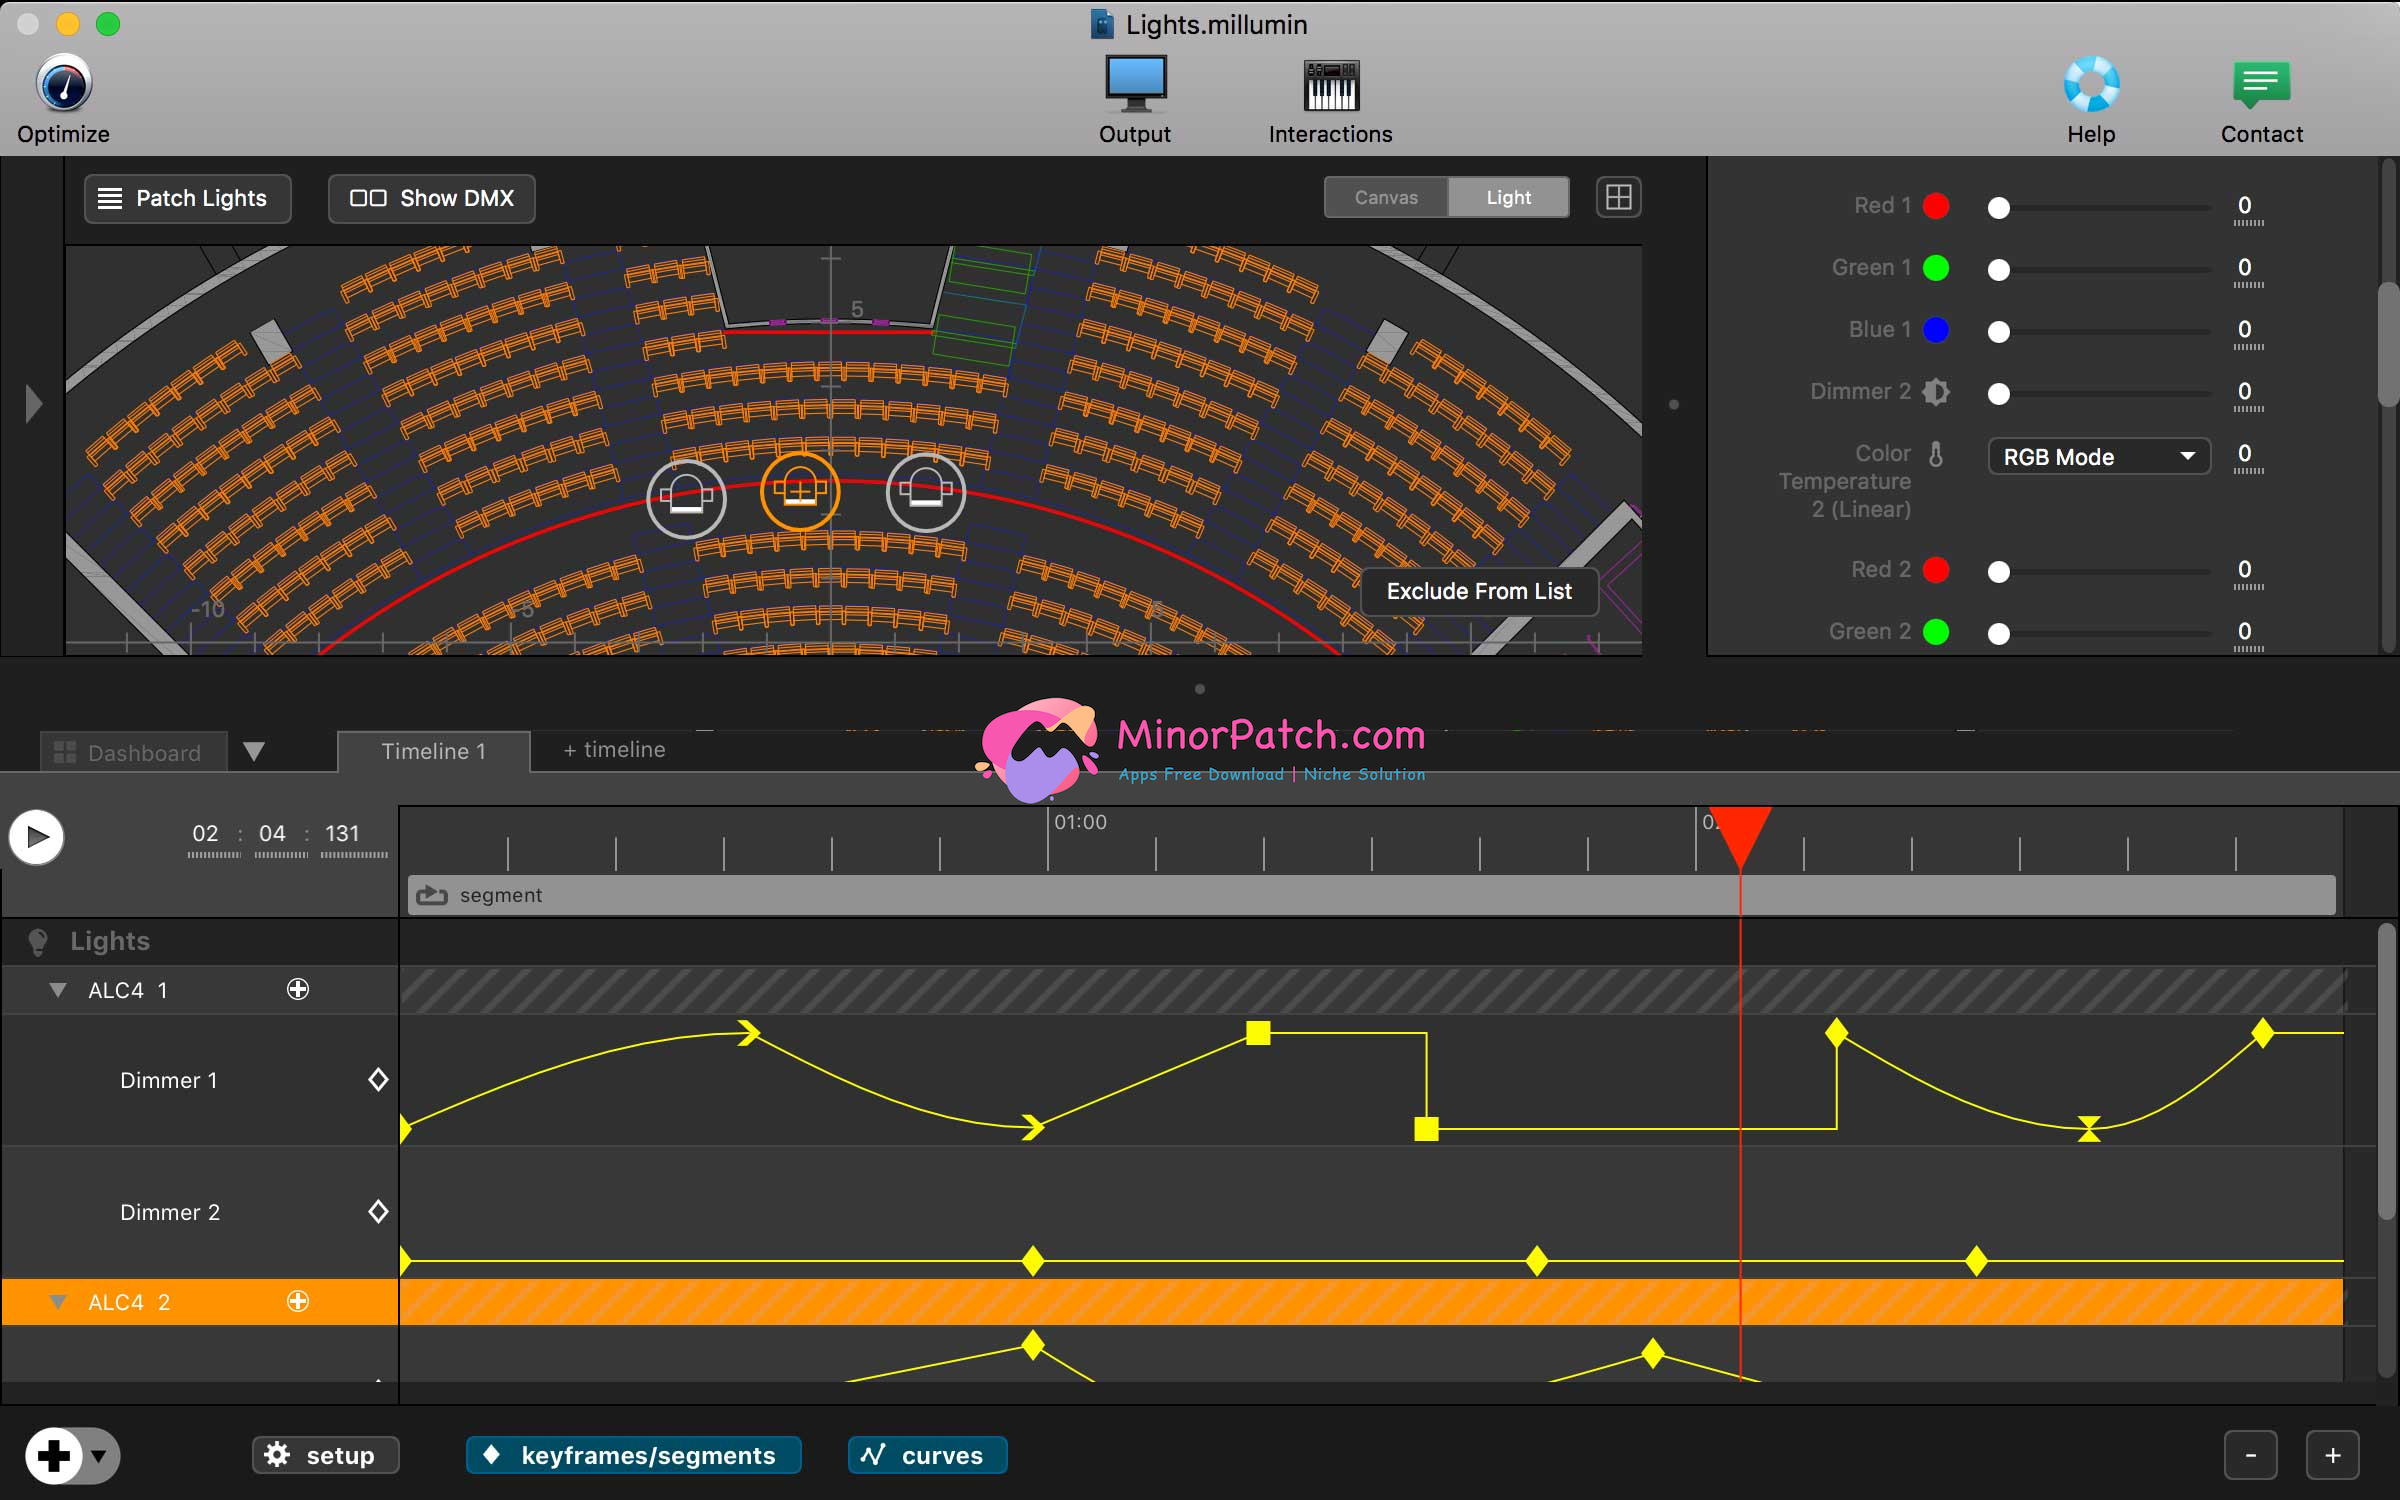 Lights.millumin
Optimize
Output
Interactions
Help
Contact
Patch Lights
Show DMX
Canvas
Light
5
-10
5
5
Exclude From List
Red 1
0
Green 1
0
Blue 1
0
Dimmer 2
0
Color
Temperature
2 (Linear)
RGB Mode
0
Red 2
0
Green 2
0
MinorPatch.com
Apps Free Download | Niche Solution
Dashboard
Timeline 1
+ timeline
02 : 04 : 131
01:00
segment
Lights
ALC4 1
Dimmer 1
Dimmer 2
ALC4 2
setup
keyframes/segments
curves
-
+